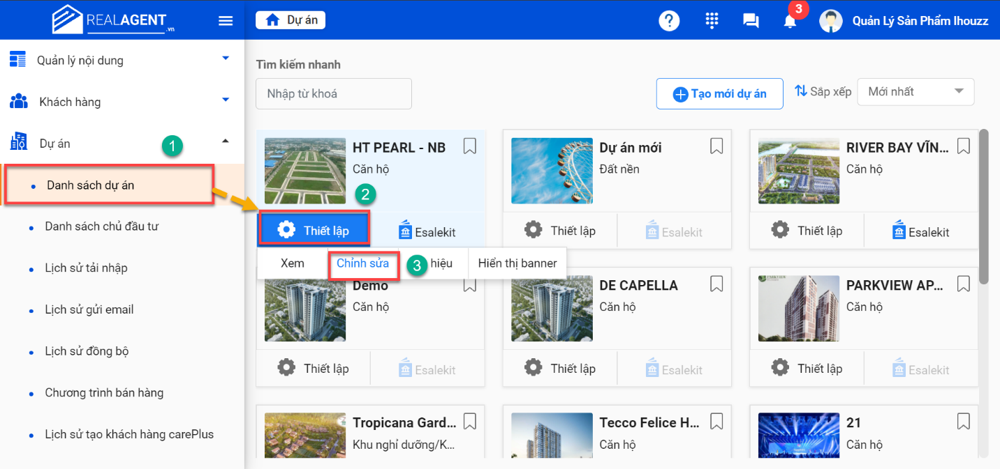 REALAGENT.vn
Dự án
3
Quản Lý Sản Phẩm Ihouzz
Quản lý nội dung
Khách hàng
Dự án
1
Danh sách dự án
Danh sách chủ đầu tư
Lịch sử tải nhập
Lịch sử gửi email
Lịch sử đồng bộ
Chương trình bán hàng
Lịch sử tạo khách hàng carePlus
Tìm kiếm nhanh
Nhập từ khoá
Tạo mới dự án
Sắp xếp
Mới nhất
HT PEARL - NB
Căn hộ
2
Thiết lập
Esalekit
Dự án mới
Đất nền
Thiết lập
Esalekit
RIVER BAY VĨN...
Căn hộ
Thiết lập
Esalekit
Xem
Chỉnh sửa
3
hiệu
Hiển thị banner
Demo
Căn hộ
Thiết lập
Esalekit
DE CAPELLA
Căn hộ
Thiết lập
Esalekit
PARKVIEW
PARKVIEW AP...
Căn hộ
Thiết lập
Esalekit
Tropicana Gard...
Khu nghỉ dưỡng/K...
Tecco Felice H...
Căn hộ
21
Căn hộ